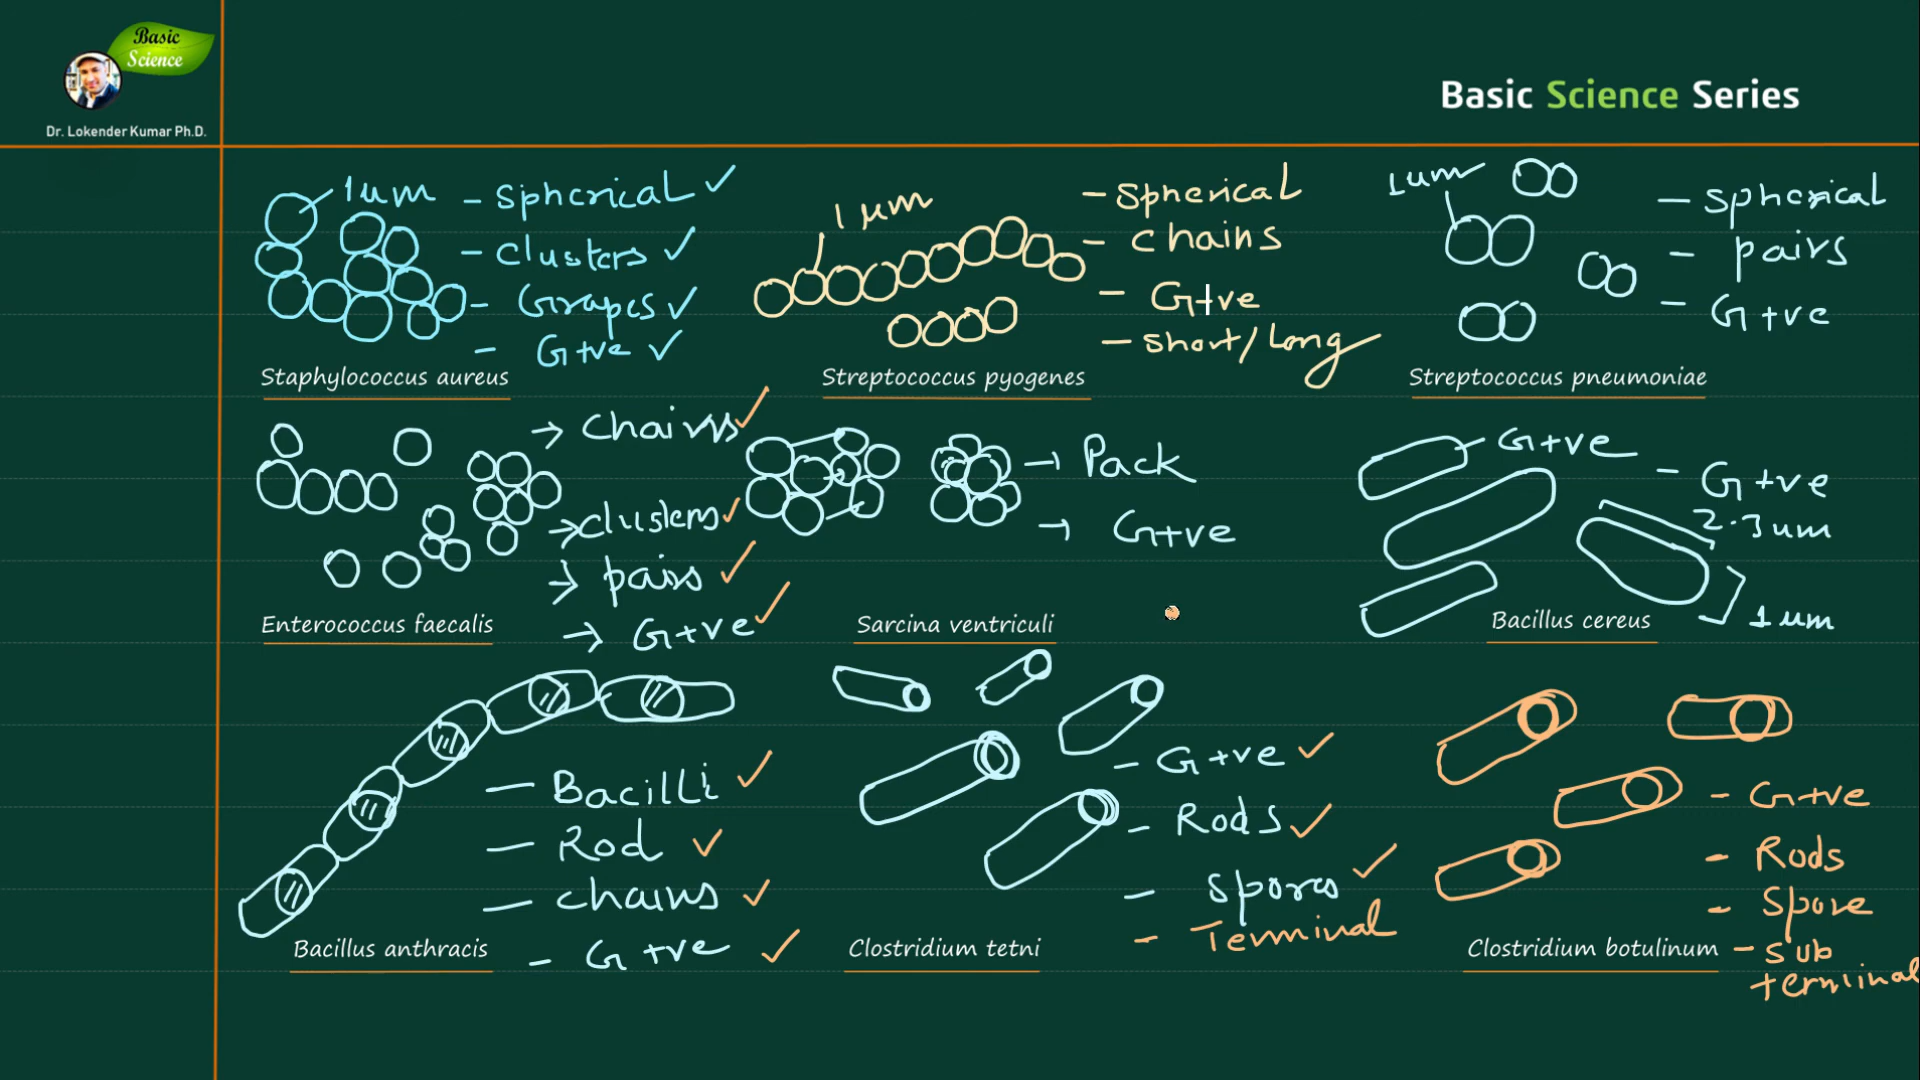 Basic
Science
Dr. Lokender Kumar Ph.D.
Basic Science Series
1 um
- Spherical ✓
- Clusters ✓
- Grapes ✓
- G+ve ✓
Staphylococcus aureus
1 μm
- Spherical
- Chains
- G+ve
- Short/Long
Streptococcus pyogenes
1um
- Spherical
- pairs
- G+ve
Streptococcus pneumoniae
→ Chains ✓
→ clusters ✓
→ pairs ✓
→ G+ve ✓
Enterococcus faecalis
→ Pack
→ G+ve
Sarcina ventriculi
G+ve
- G+ve
2.3um
1 um
Bacillus cereus
- Bacilli ✓
- Rod ✓
- Chains ✓
- G+ve ✓
Bacillus anthracis
- G+ve ✓
- Rods ✓
- Spores ✓
- Terminal
Clostridium tetni
- G+ve
- Rods
- Spore
- Sub
terminal
Clostridium botulinum